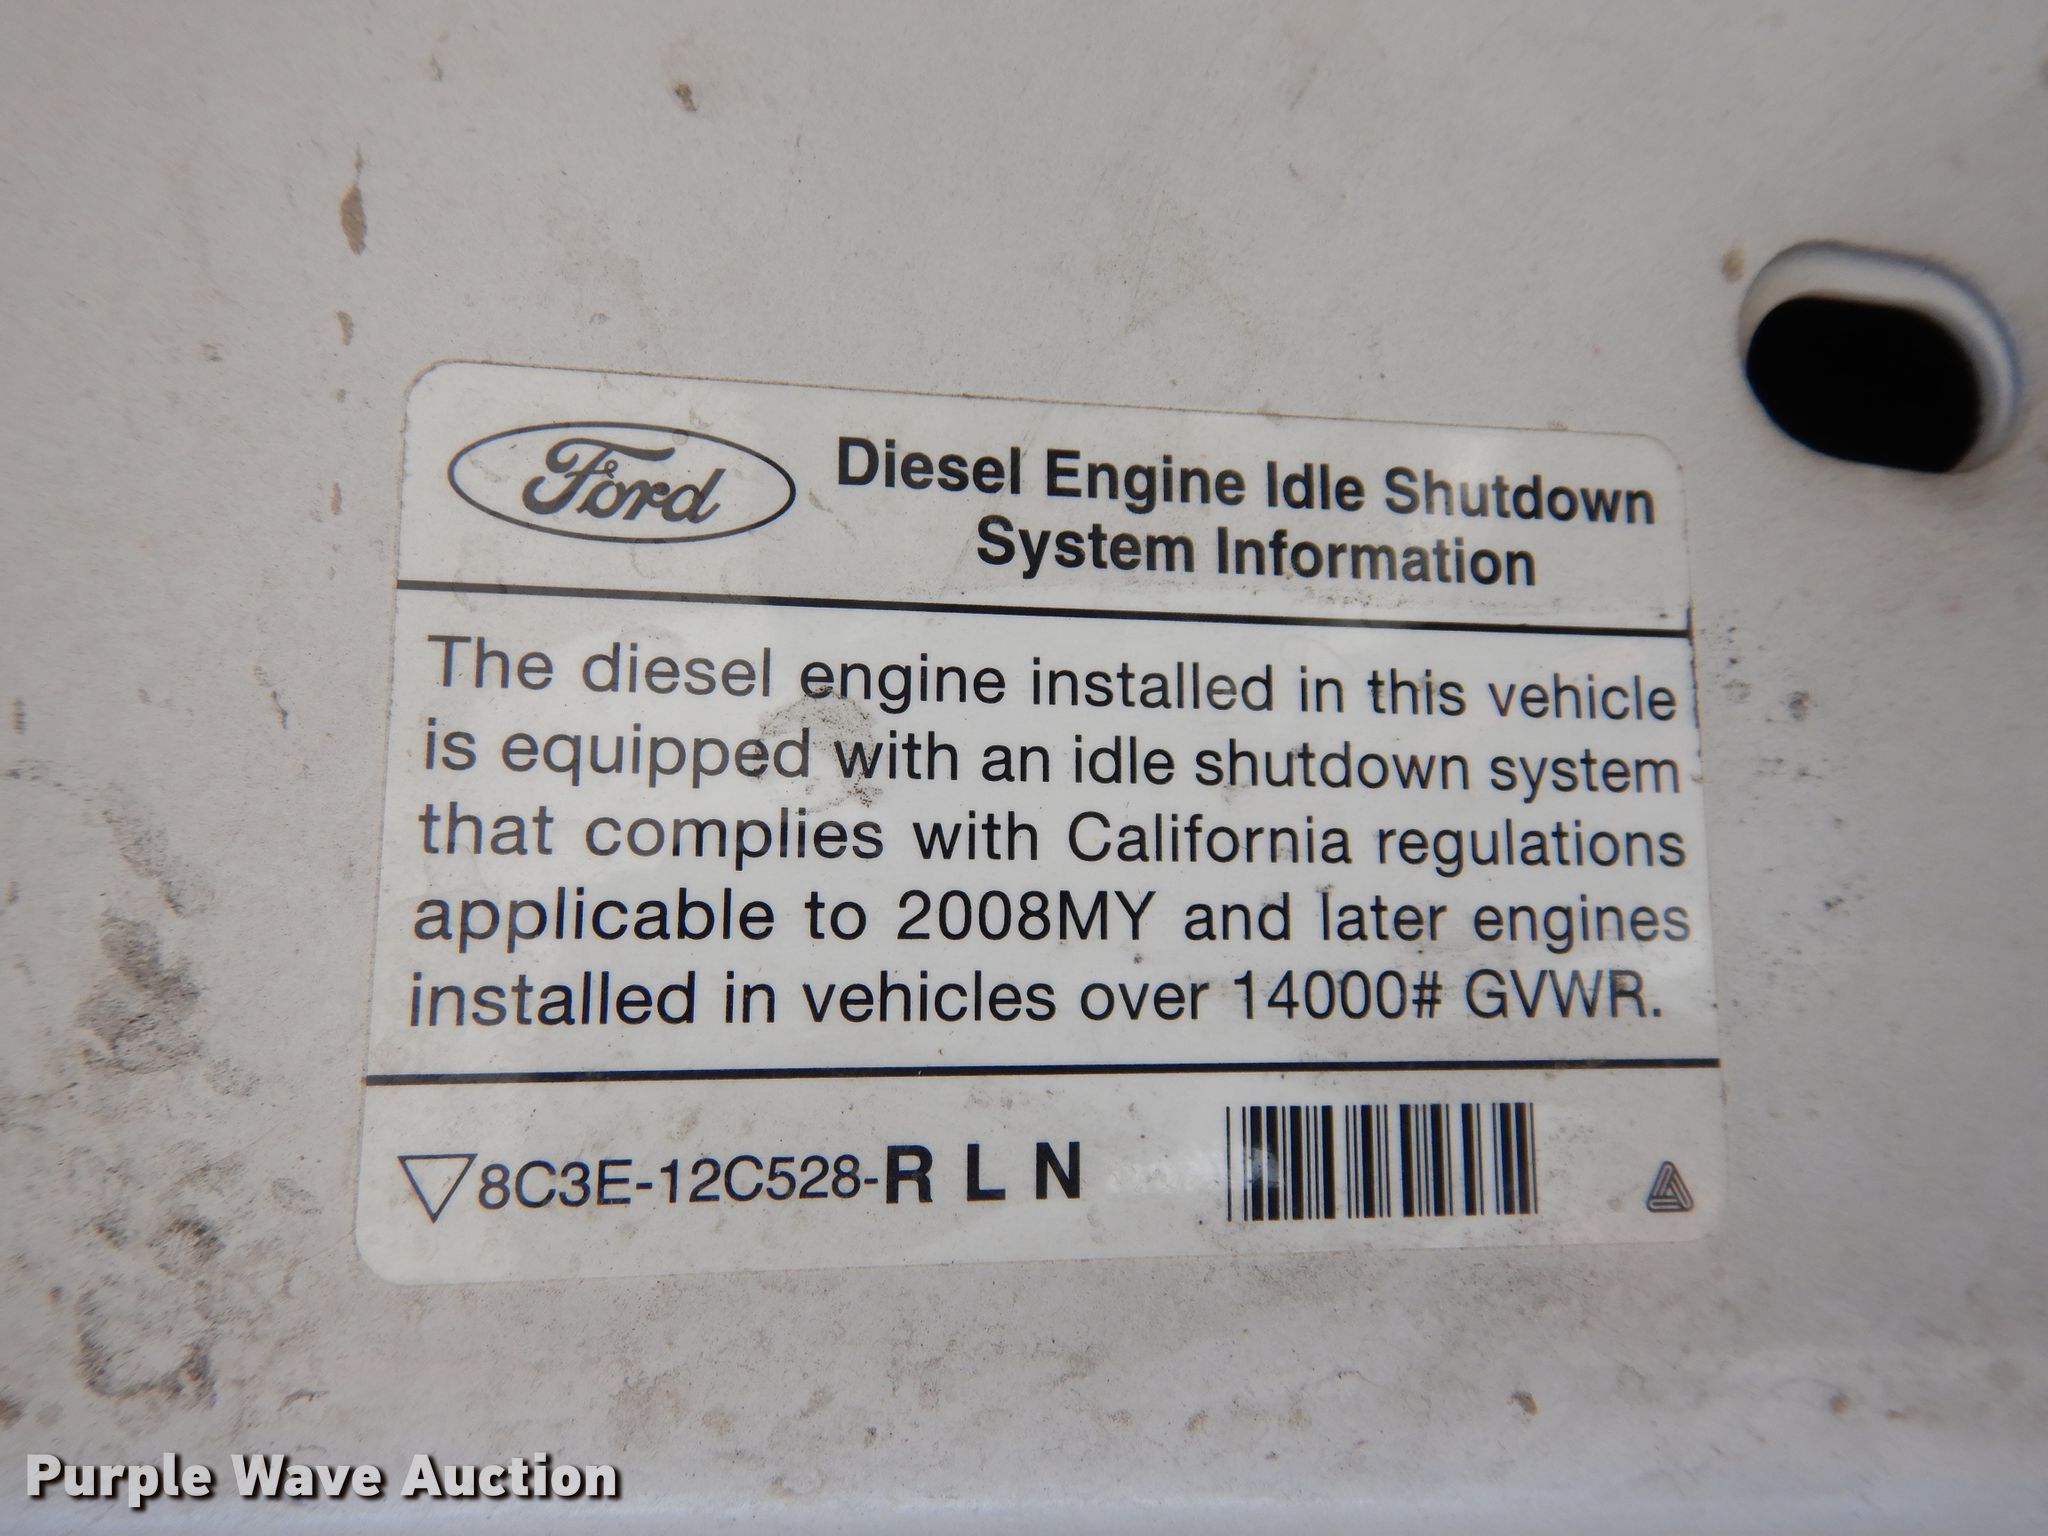 Ford
Diesel Engine Idle Shutdown
System Information
The diesel engine installed in this vehicle
is equipped with an idle shutdown system
that complies with California regulations
applicable to 2008MY and later engines
installed in vehicles over 14000# GVWR.
8C3E-12C528-R L N
Purple Wave Auction